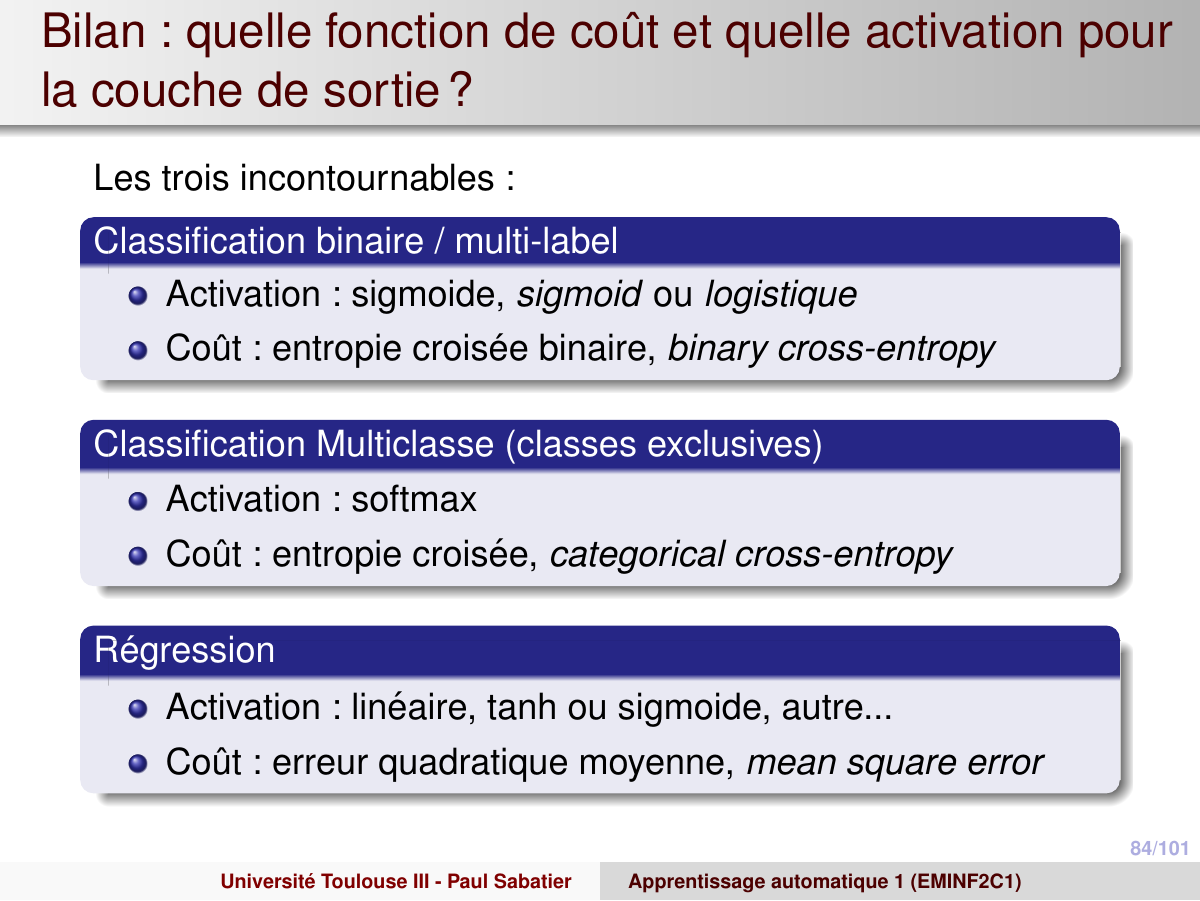 Bilan : quelle fonction de coût et quelle activation pour
la couche de sortie ?
Les trois incontournables :
Classification binaire / multi-label
Activation : sigmoide, sigmoid ou logistique
Coût : entropie croisée binaire, binary cross-entropy
Classification Multiclasse (classes exclusives)
Activation : softmax
Coût : entropie croisée, categorical cross-entropy
Régression
Activation : linéaire, tanh ou sigmoide, autre...
Coût : erreur quadratique moyenne, mean square error
84/101
Université Toulouse III - Paul Sabatier
Apprentissage automatique 1 (EMINF2C1)